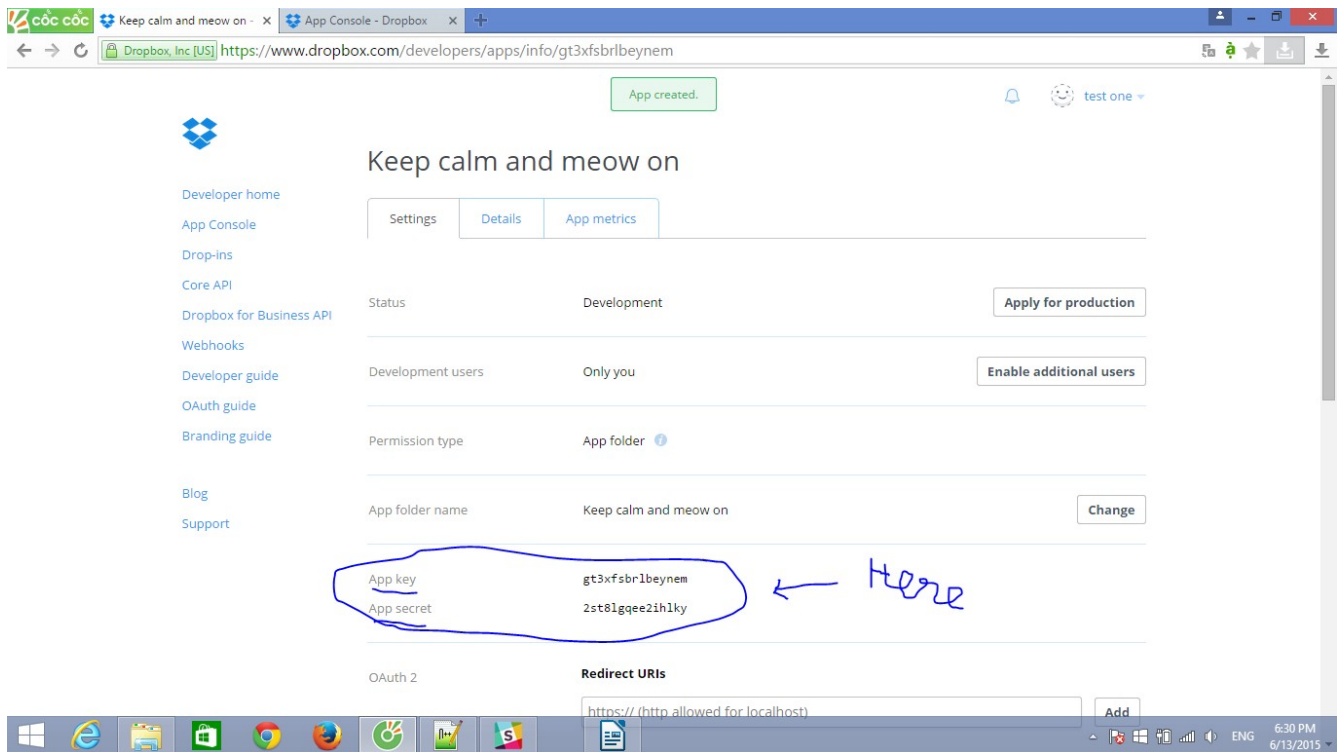 cốc cốc
Keep calm and meow on -
App Console - Dropbox
Dropbox, Inc [US] https://www.dropbox.com/developers/apps/info/gt3xfsbrlbeynem
App created.
test one
Keep calm and meow on
Developer home
App Console
Drop-ins
Core API
Dropbox for Business API
Webhooks
Developer guide
OAuth guide
Branding guide
Blog
Support
Settings Details App metrics
Status Development Apply for production
Development users Only you Enable additional users
Permission type App folder
App folder name Keep calm and meow on Change
App key gt3xfsbrlbeynem
App secret 2st8lgqee2ihlky
Here
OAuth 2 Redirect URIs
https:// (http allowed for localhost) Add
ENG
6:30 PM
6/13/2015